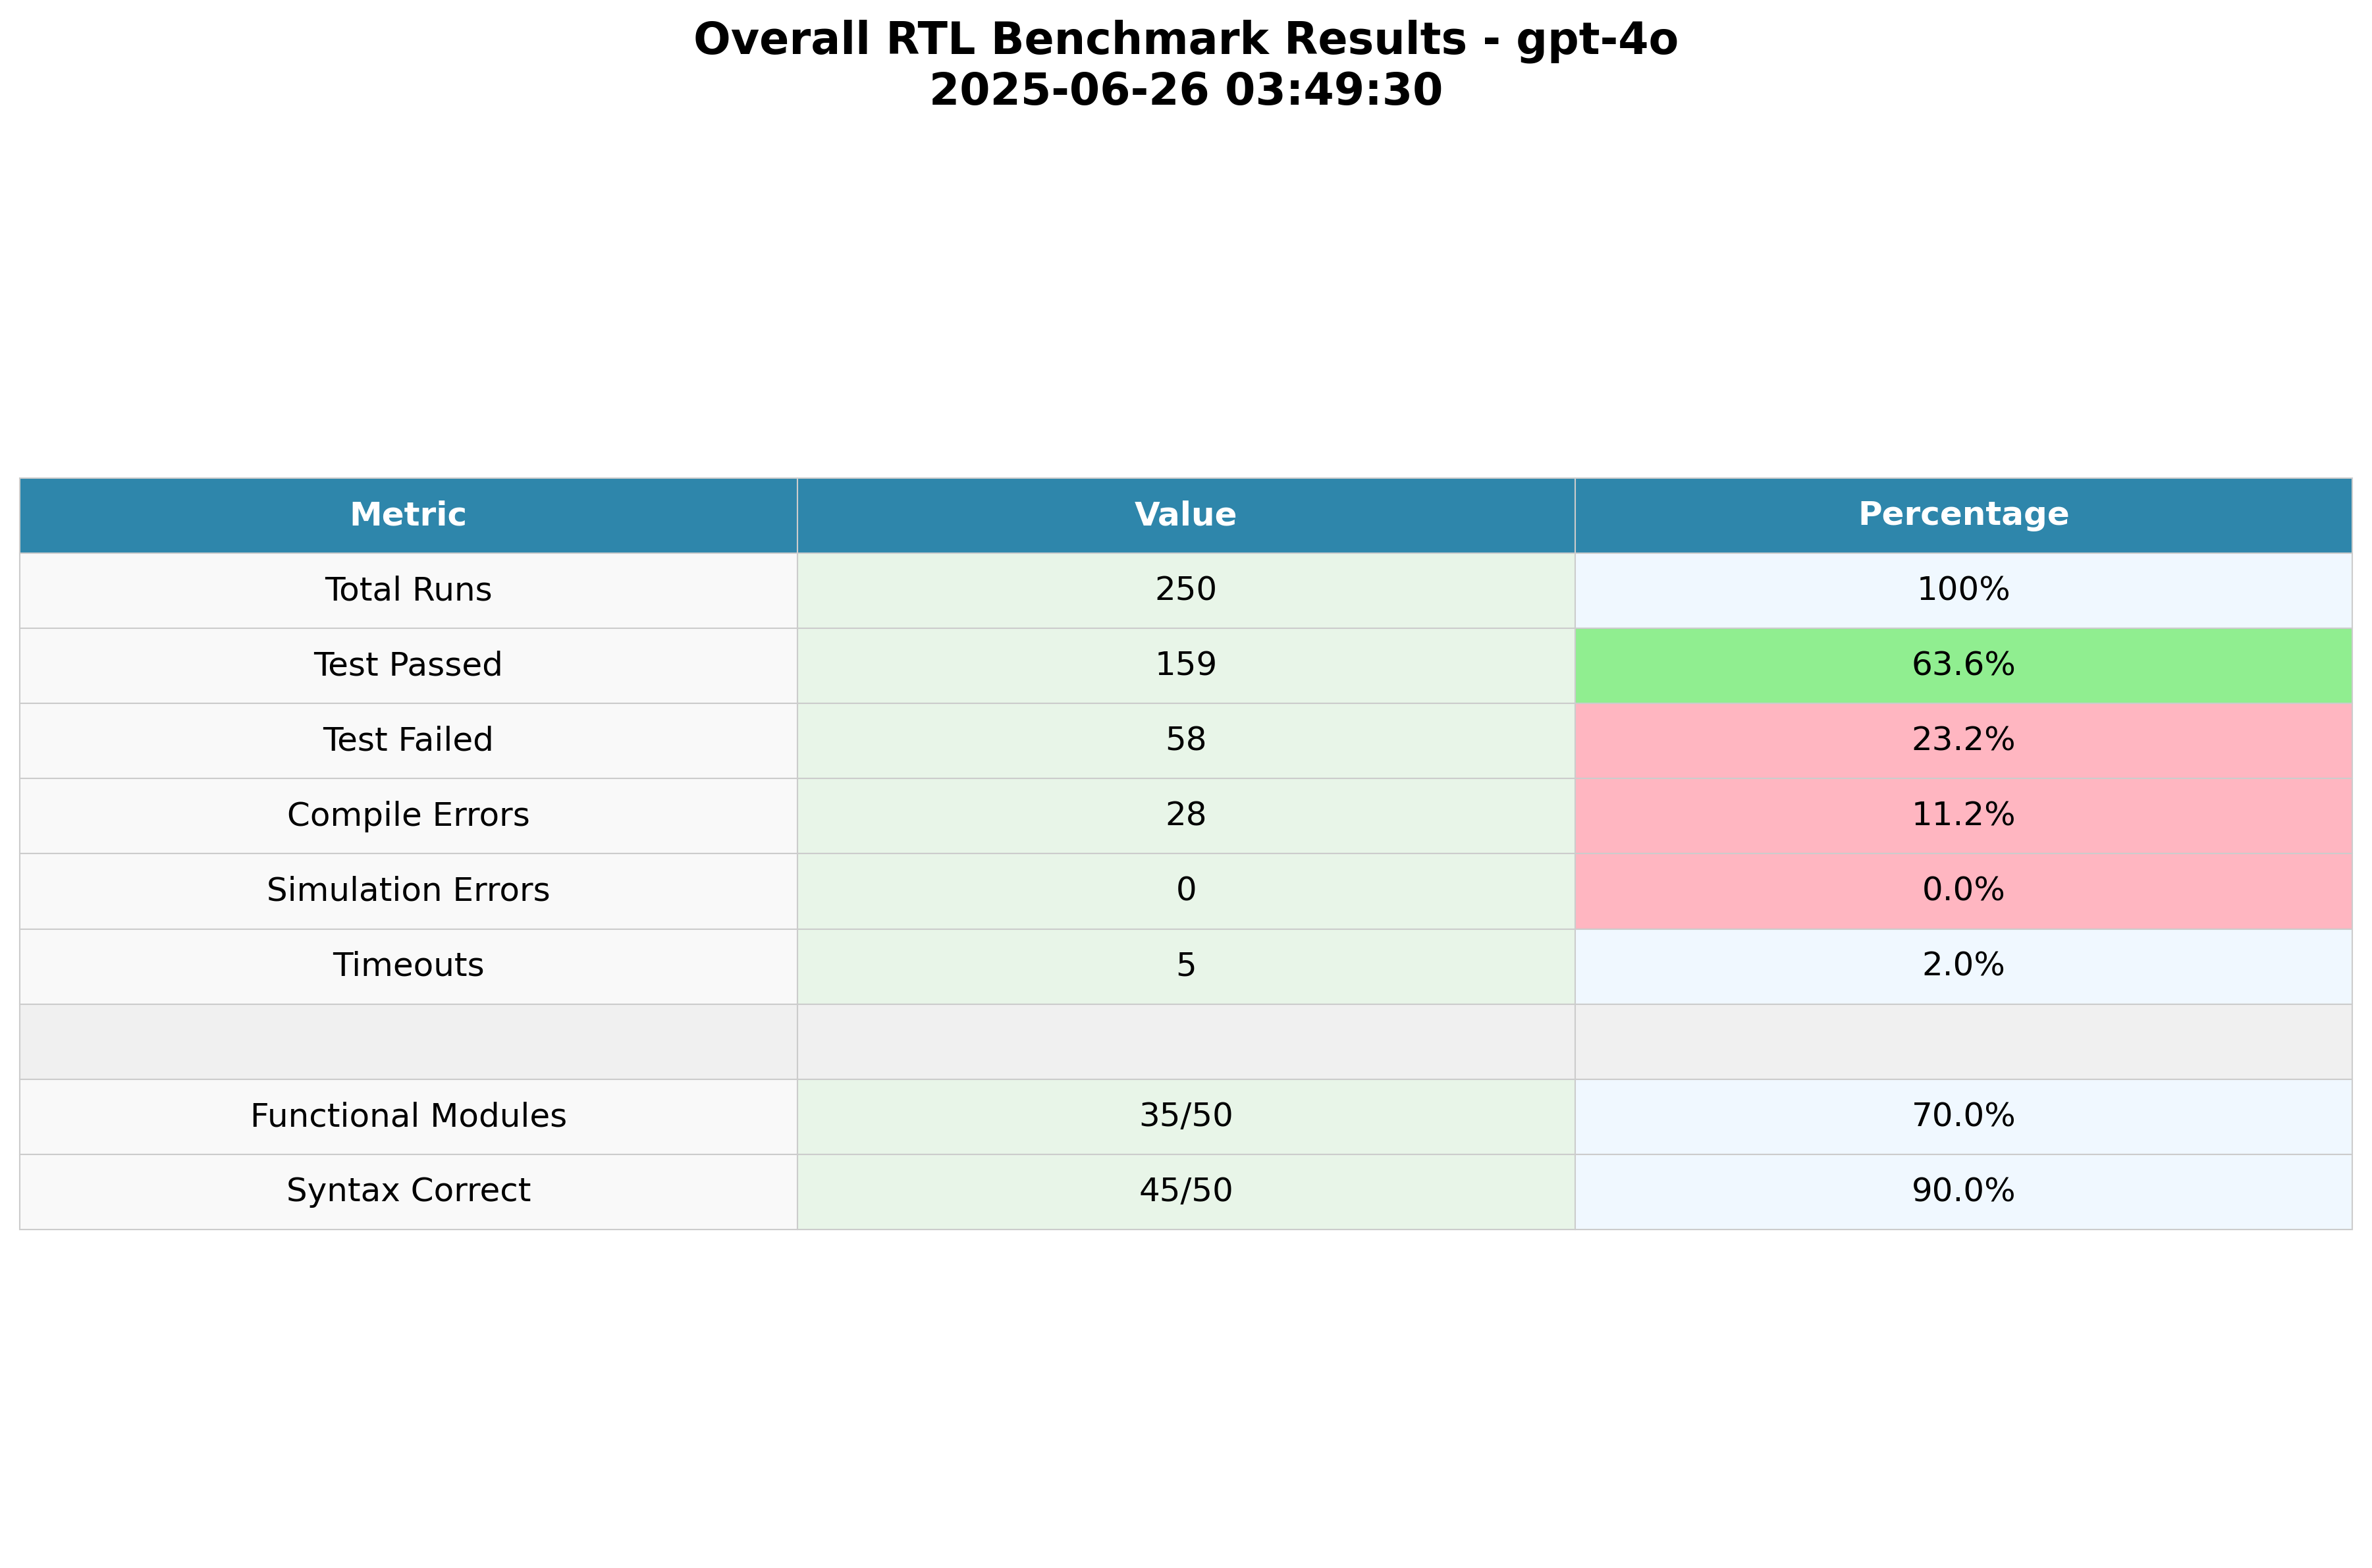 Overall RTL Benchmark Results - gpt-4o
2025-06-26 03:49:30
Metric Value Percentage
Total Runs 250 100%
Test Passed 159 63.6%
Test Failed 58 23.2%
Compile Errors 28 11.2%
Simulation Errors 0 0.0%
Timeouts 5 2.0%
Functional Modules 35/50 70.0%
Syntax Correct 45/50 90.0%